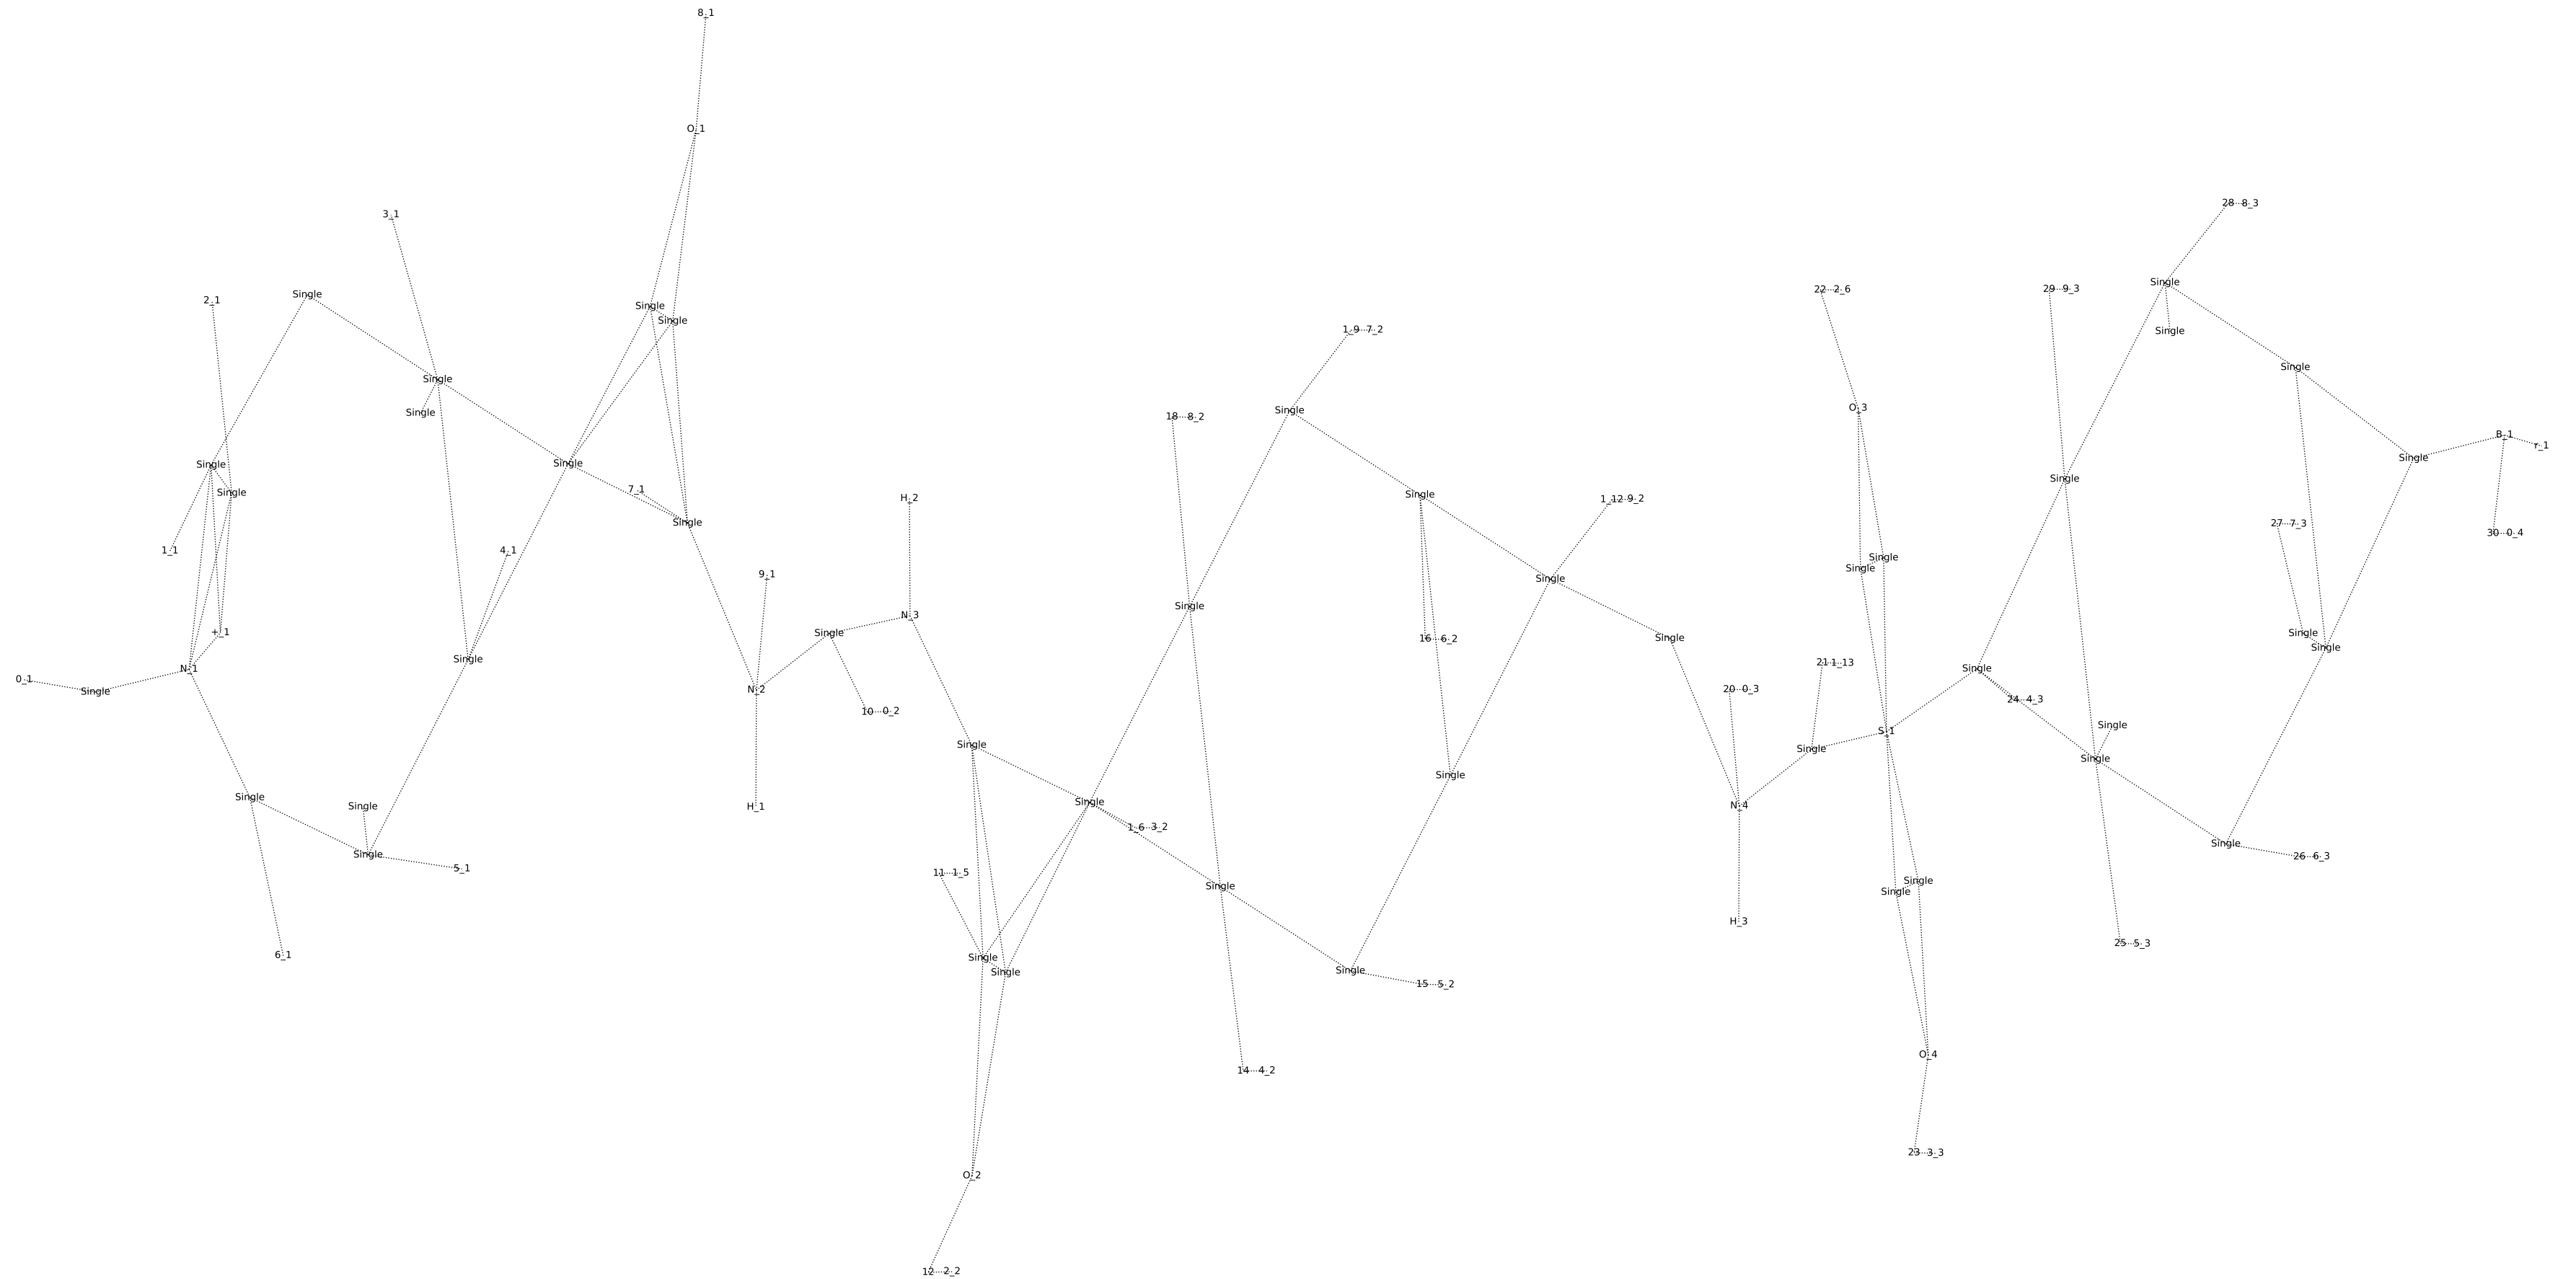 8_1
O_1
28 8_3
3_1
22 2_6
29 9_3
Single
Single
2_1
Single
Single
Single
1_9 7_2
Single
Single
Single
O_3
Single
Single
18 8_2
B_1
r_1
Single
Single
Single
Single
Single
7_1
Single
H_2
1_12 9_2
Single
27 7_3
30 0_4
1_1
4_1
Single
Single
9_1
Single
Single
N_3
+_1
Single
Single
16 6_2
Single
Single
Single
21 1_13
N_1
Single
0_1
Single
N_2
20 0_3
24 4_3
10 0_2
Single
S_1
Single
Single
Single
Single
Single
Single
Single
H_1
N_4
1_6 3_2
Single
Single
26 6_3
5_1
11 1_5
Single
Single
Single
H_3
25 5_3
6_1
Single
Single
Single
15 5_2
O_4
14 4_2
23 3_3
O_2
12 2_2